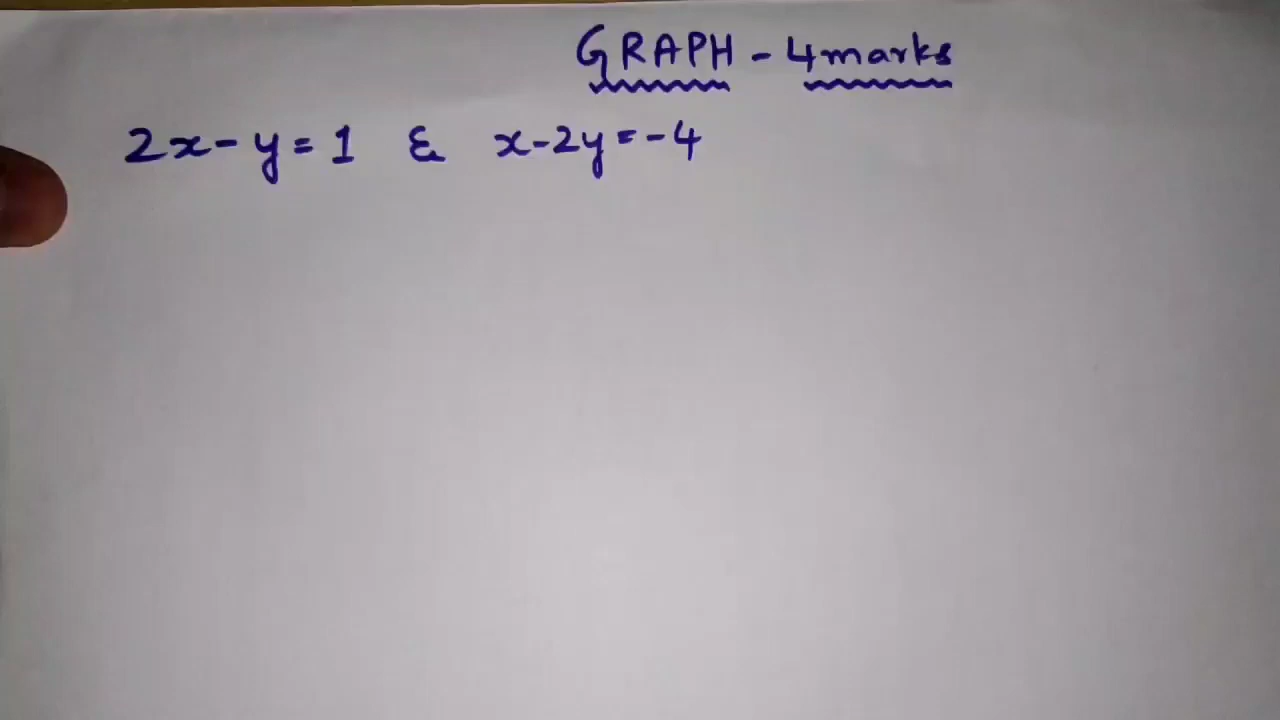 GRAPH - 4marks
2x - y = 1 & x - 2y = -4